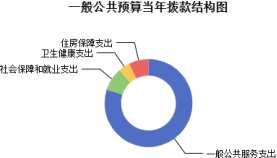 一般公共预算当年拨款结构图
住房保障支出
卫生健康支出
社会保障和就业支出
一般公共服务支出